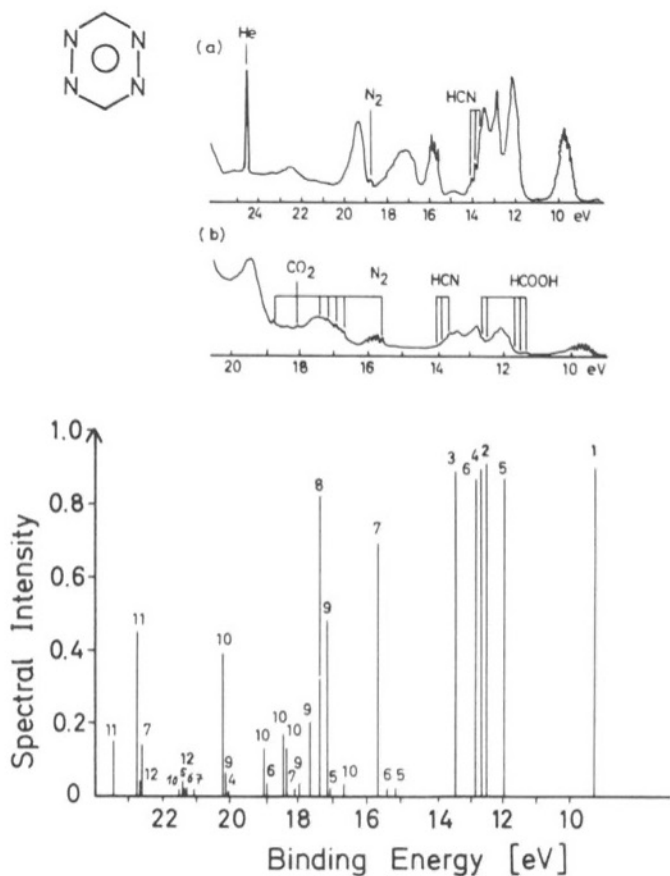 N N
N N
(a)
He
N₂
HCN
24 22 20 18 16 14 12 10 eV
(b)
CO₂ N₂ HCN HCOOH
20 18 16 14 12 10 eV
Spectral Intensity
1.0
0.8
0.6
0.4
0.2
0
11 11 7 12 10 12 5 6 7 10 9 4 10 6 10 10 7 9 9 5 9 8 10 7 6 5 3 6 4 2 5 1
22 20 18 16 14 12 10
Binding Energy [eV]